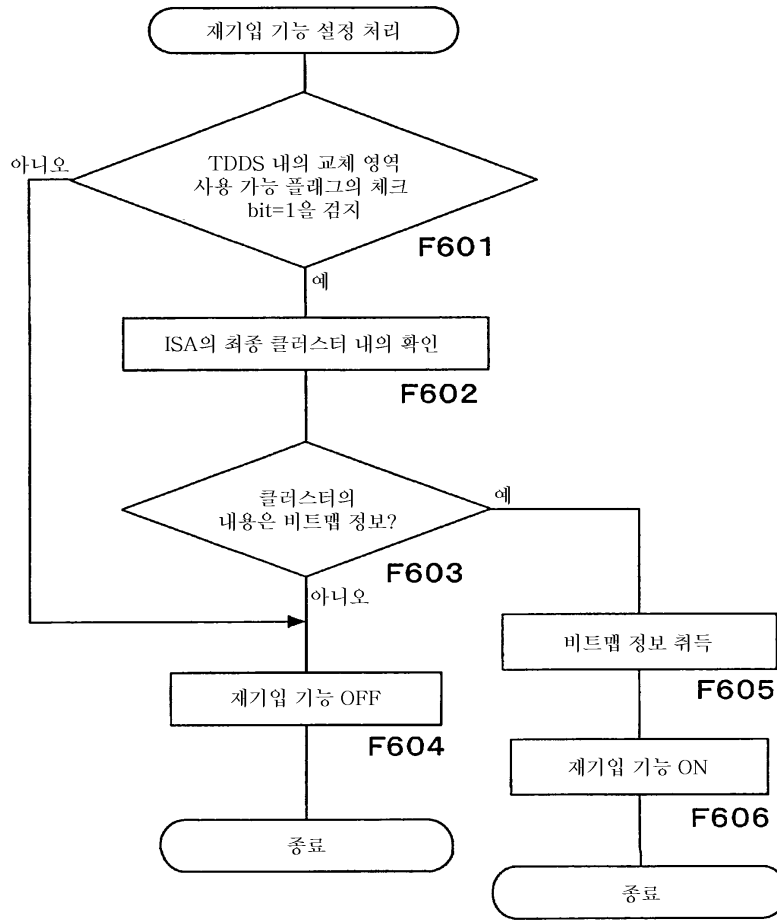 재기입 기능 설정 처리
아니오
TDDS 내의 교체 영역
사용 가능 플래그의 체크
bit=1을 검지
F601
예
ISA의 최종 클러스터 내의 확인
F602
클러스터의
내용은 비트맵 정보?
예
F603
아니오
비트맵 정보 취득
F605
재기입 기능 OFF
F604
재기입 기능 ON
F606
종료
종료